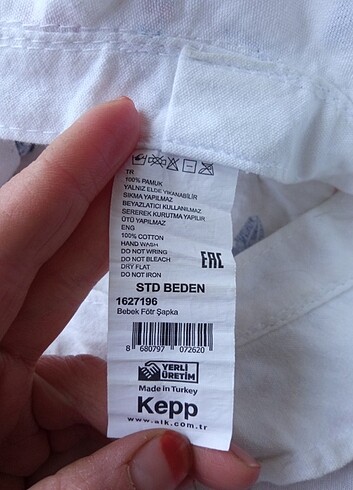 TR
100% PAMUK
YALNIZ ELDE YIKANABİLİR
SIKMA YAPILMAZ
BEYAZLATICI KULLANILMAZ
SEREREK KURUTMA YAPILIR
ÜTÜ YAPILMAZ
ENG
100% COTTON
HAND WASH
DO NOT WRING
DO NOT BLEACH
DRY FLAT
DO NOT IRON
EAC
STD BEDEN
1627196
Bebek Fötr Şapka
8 680797 072620
YERLİ
ÜRETİM
Made in Turkey
Kepp
www.alk.com.tr